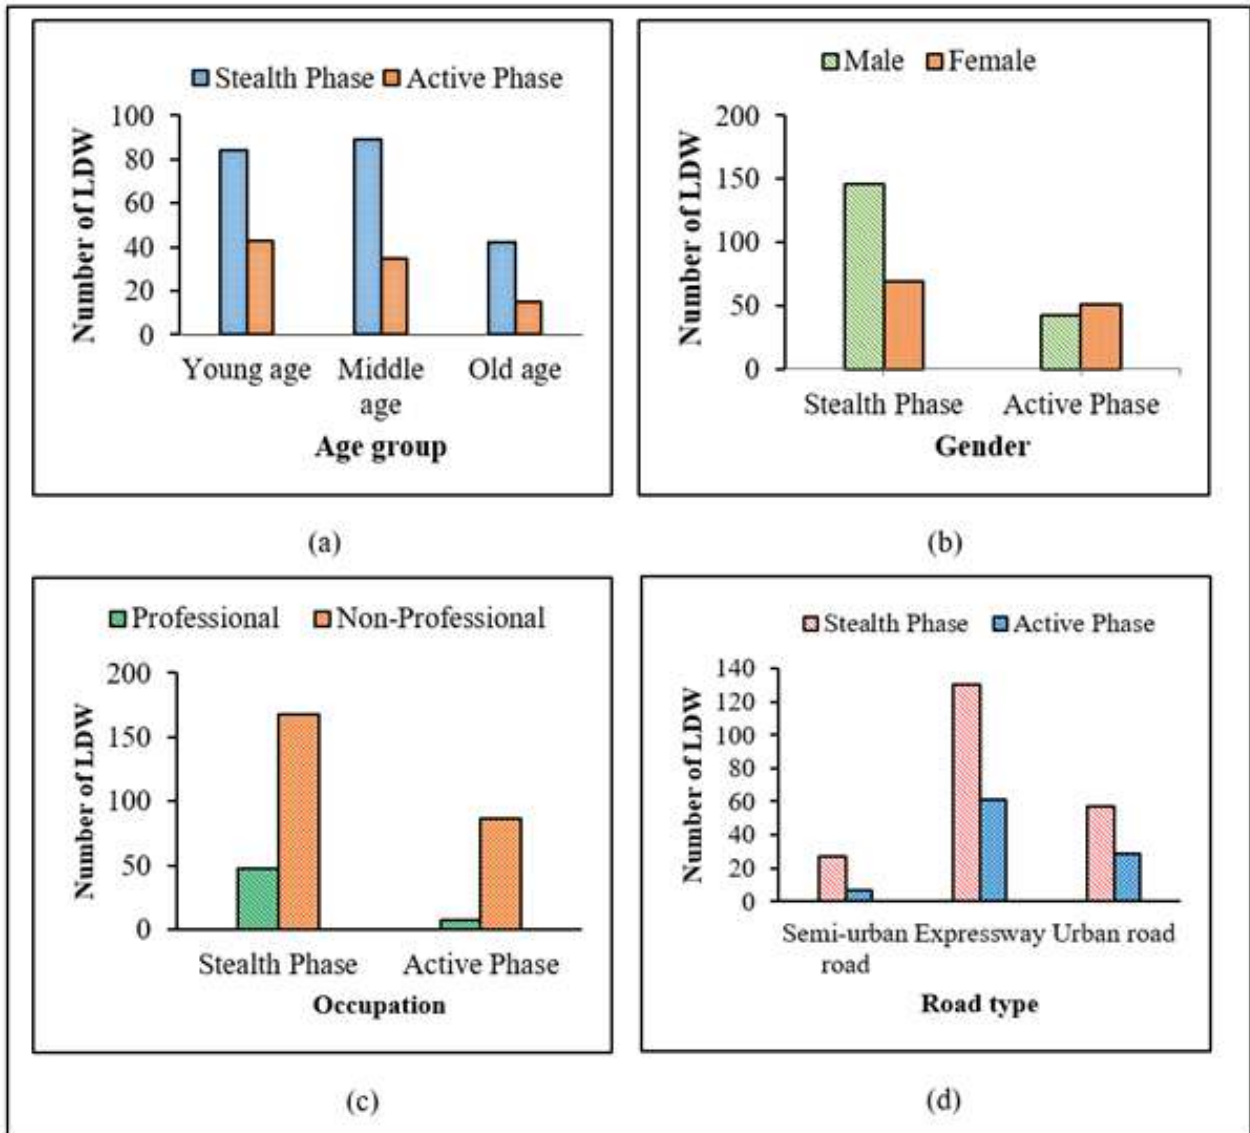 Stealth Phase Active Phase
Number of LDW
100
80
60
40
20
0
Young age Middle age Old age
Age group
(a)
Male Female
Number of LDW
200
150
100
50
0
Stealth Phase Active Phase
Gender
(b)
Professional Non-Professional
Number of LDW
200
150
100
50
0
Stealth Phase Active Phase
Occupation
(c)
Stealth Phase Active Phase
Number of LDW
140
120
100
80
60
40
20
0
Semi-urban road Expressway Urban road
Road type
(d)